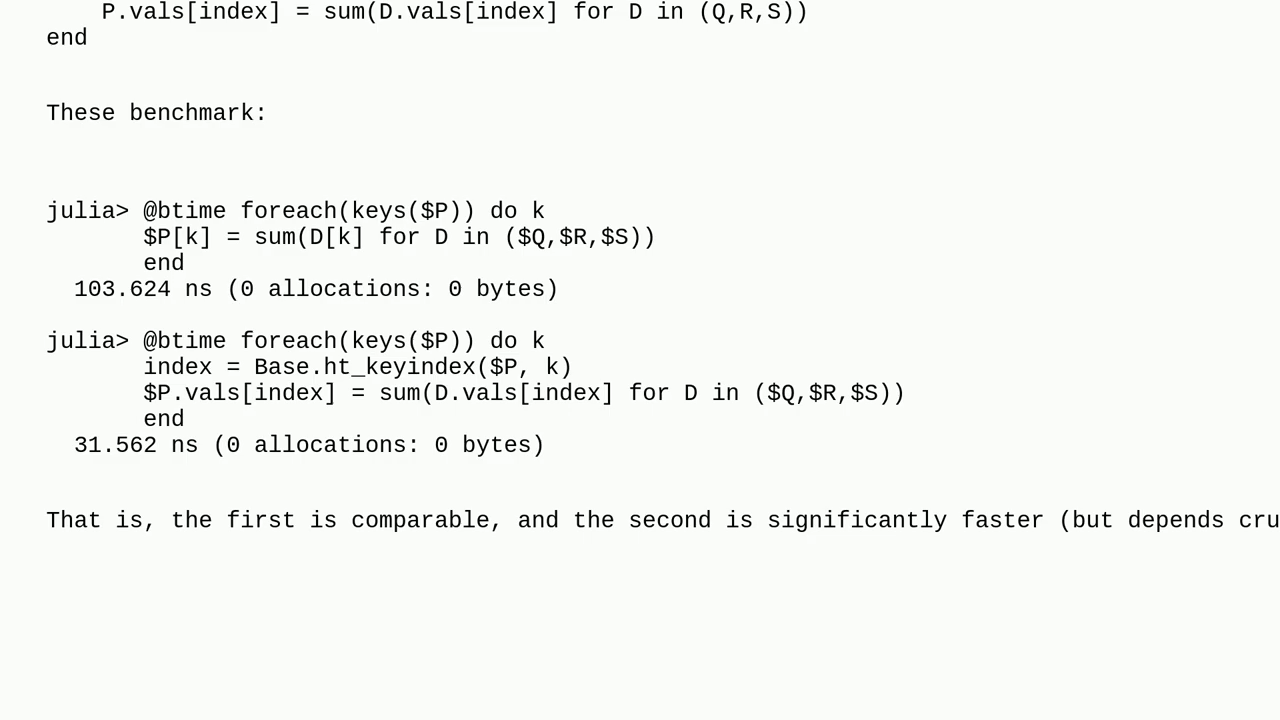 P.vals[index] = sum(D.vals[index] for D in (Q,R,S))
end
These benchmark:
julia> @btime foreach(keys($P)) do k
$P[k] = sum(D[k] for D in ($Q,$R,$S))
end
103.624 ns (0 allocations: 0 bytes)
julia> @btime foreach(keys($P)) do k
index = Base.ht_keyindex($P, k)
$P.vals[index] = sum(D.vals[index] for D in ($Q,$R,$S))
end
31.562 ns (0 allocations: 0 bytes)
That is, the first is comparable, and the second is significantly faster (but depends cru